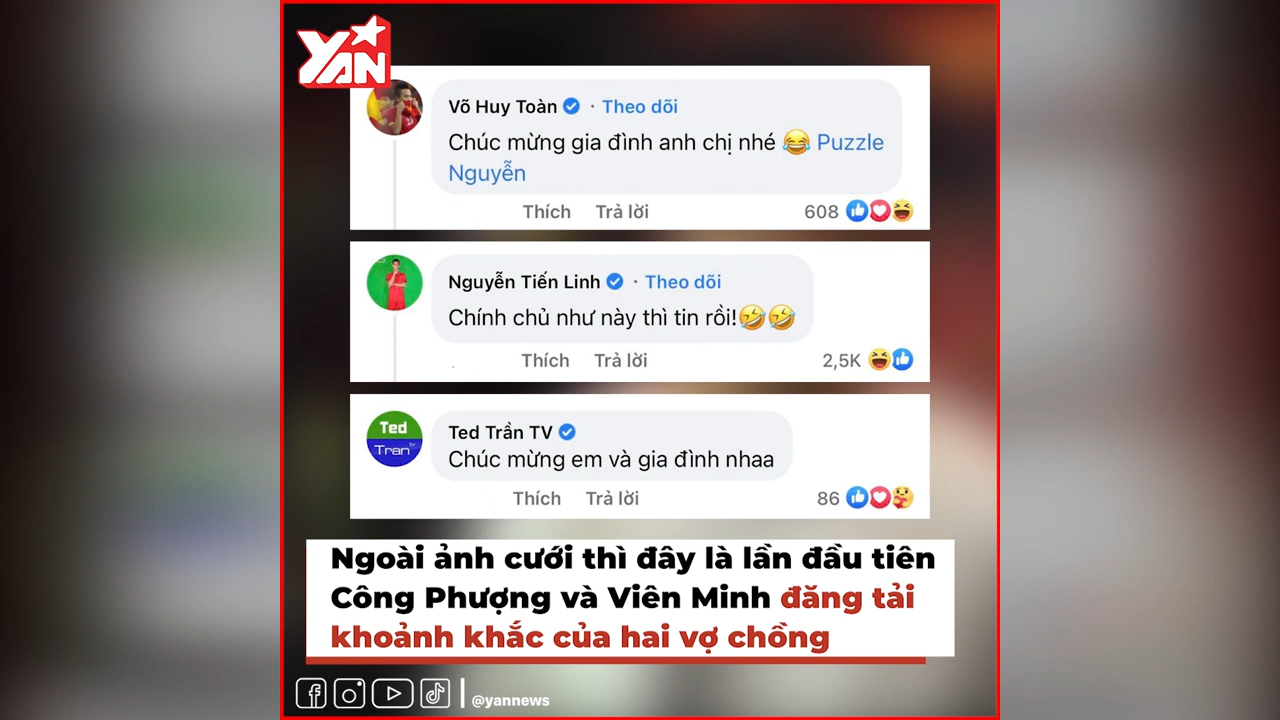 YAN
Võ Huy Toàn · Theo dõi
Chúc mừng gia đình anh chị nhé 😂 Puzzle
Nguyễn
Thích Trả lời 608
Nguyễn Tiến Linh · Theo dõi
Chính chủ như này thì tin rồi!🤣🤣
Thích Trả lời 2,5K
Ted
Tran TV
Ted Trần TV
Chúc mừng em và gia đình nhaa
Thích Trả lời 86
Ngoài ảnh cưới thì đây là lần đầu tiên
Công Phượng và Viên Minh đăng tải
khoảnh khắc của hai vợ chồng
@yannews